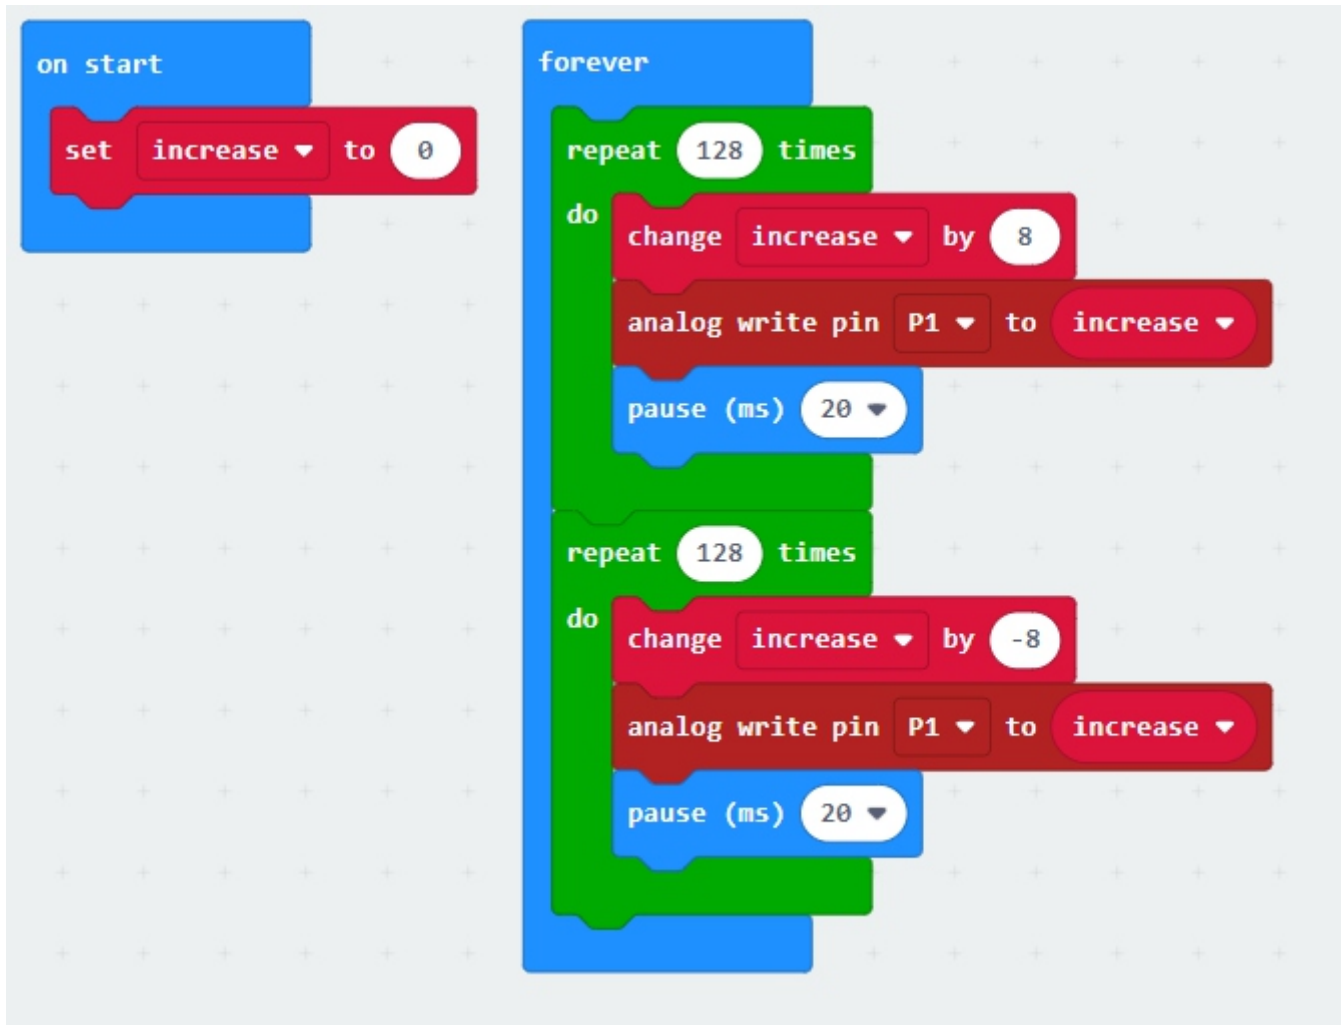 on start
set increase to 0
forever
repeat 128 times
do
change increase by 8
analog write pin P1 to increase
pause (ms) 20
repeat 128 times
do
change increase by -8
analog write pin P1 to increase
pause (ms) 20